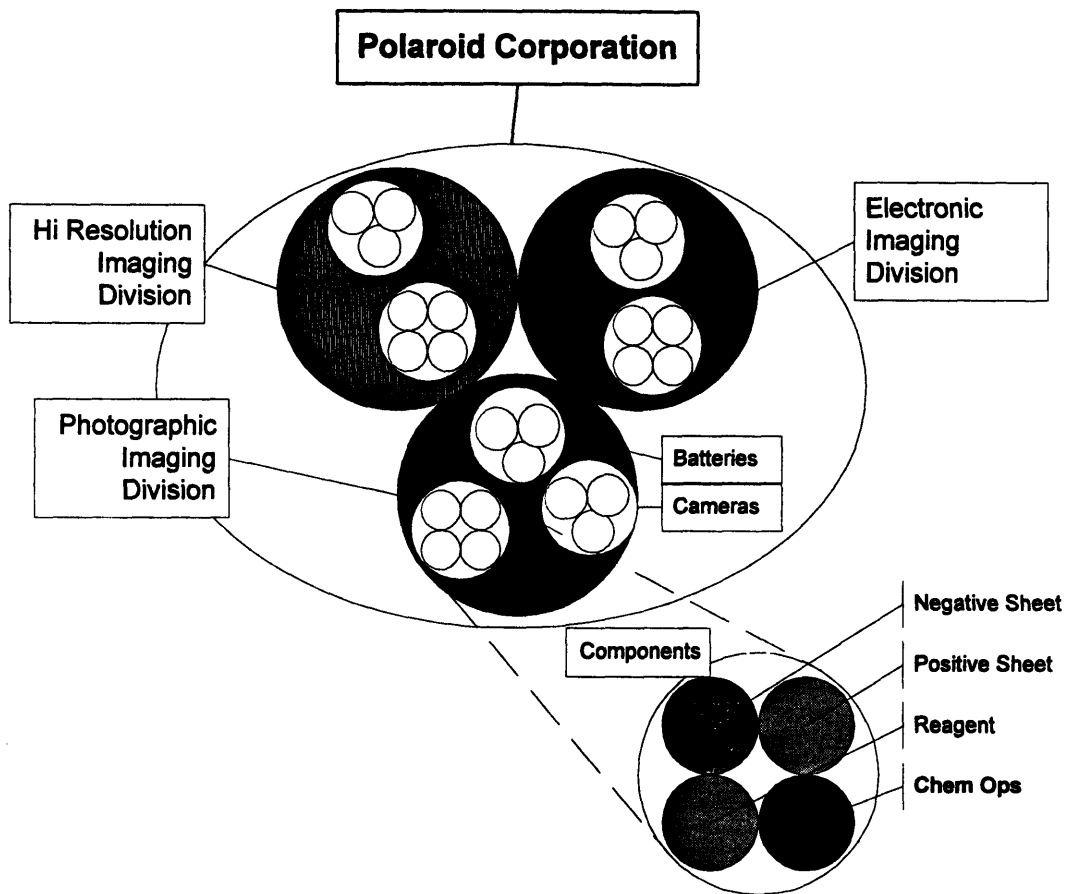 Polaroid Corporation
Hi Resolution
Imaging
Division
Electronic
Imaging
Division
Photographic
Imaging
Division
Batteries
Cameras
Components
Negative Sheet
Positive Sheet
Reagent
Chem Ops